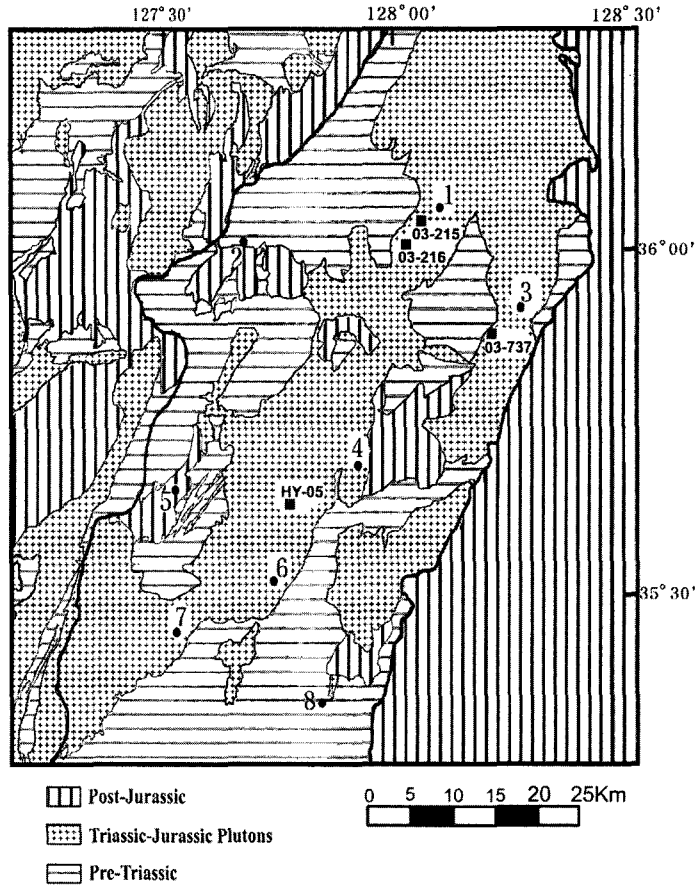 127°30' 128°00' 128°30'
1
03-215
03-216
2
36°00'
3
03-737
4
HY-05
5
6
35°30'
7
8
Post-Jurassic
0 5 10 15 20 25Km
Triassic-Jurassic Plutons
Pre-Triassic